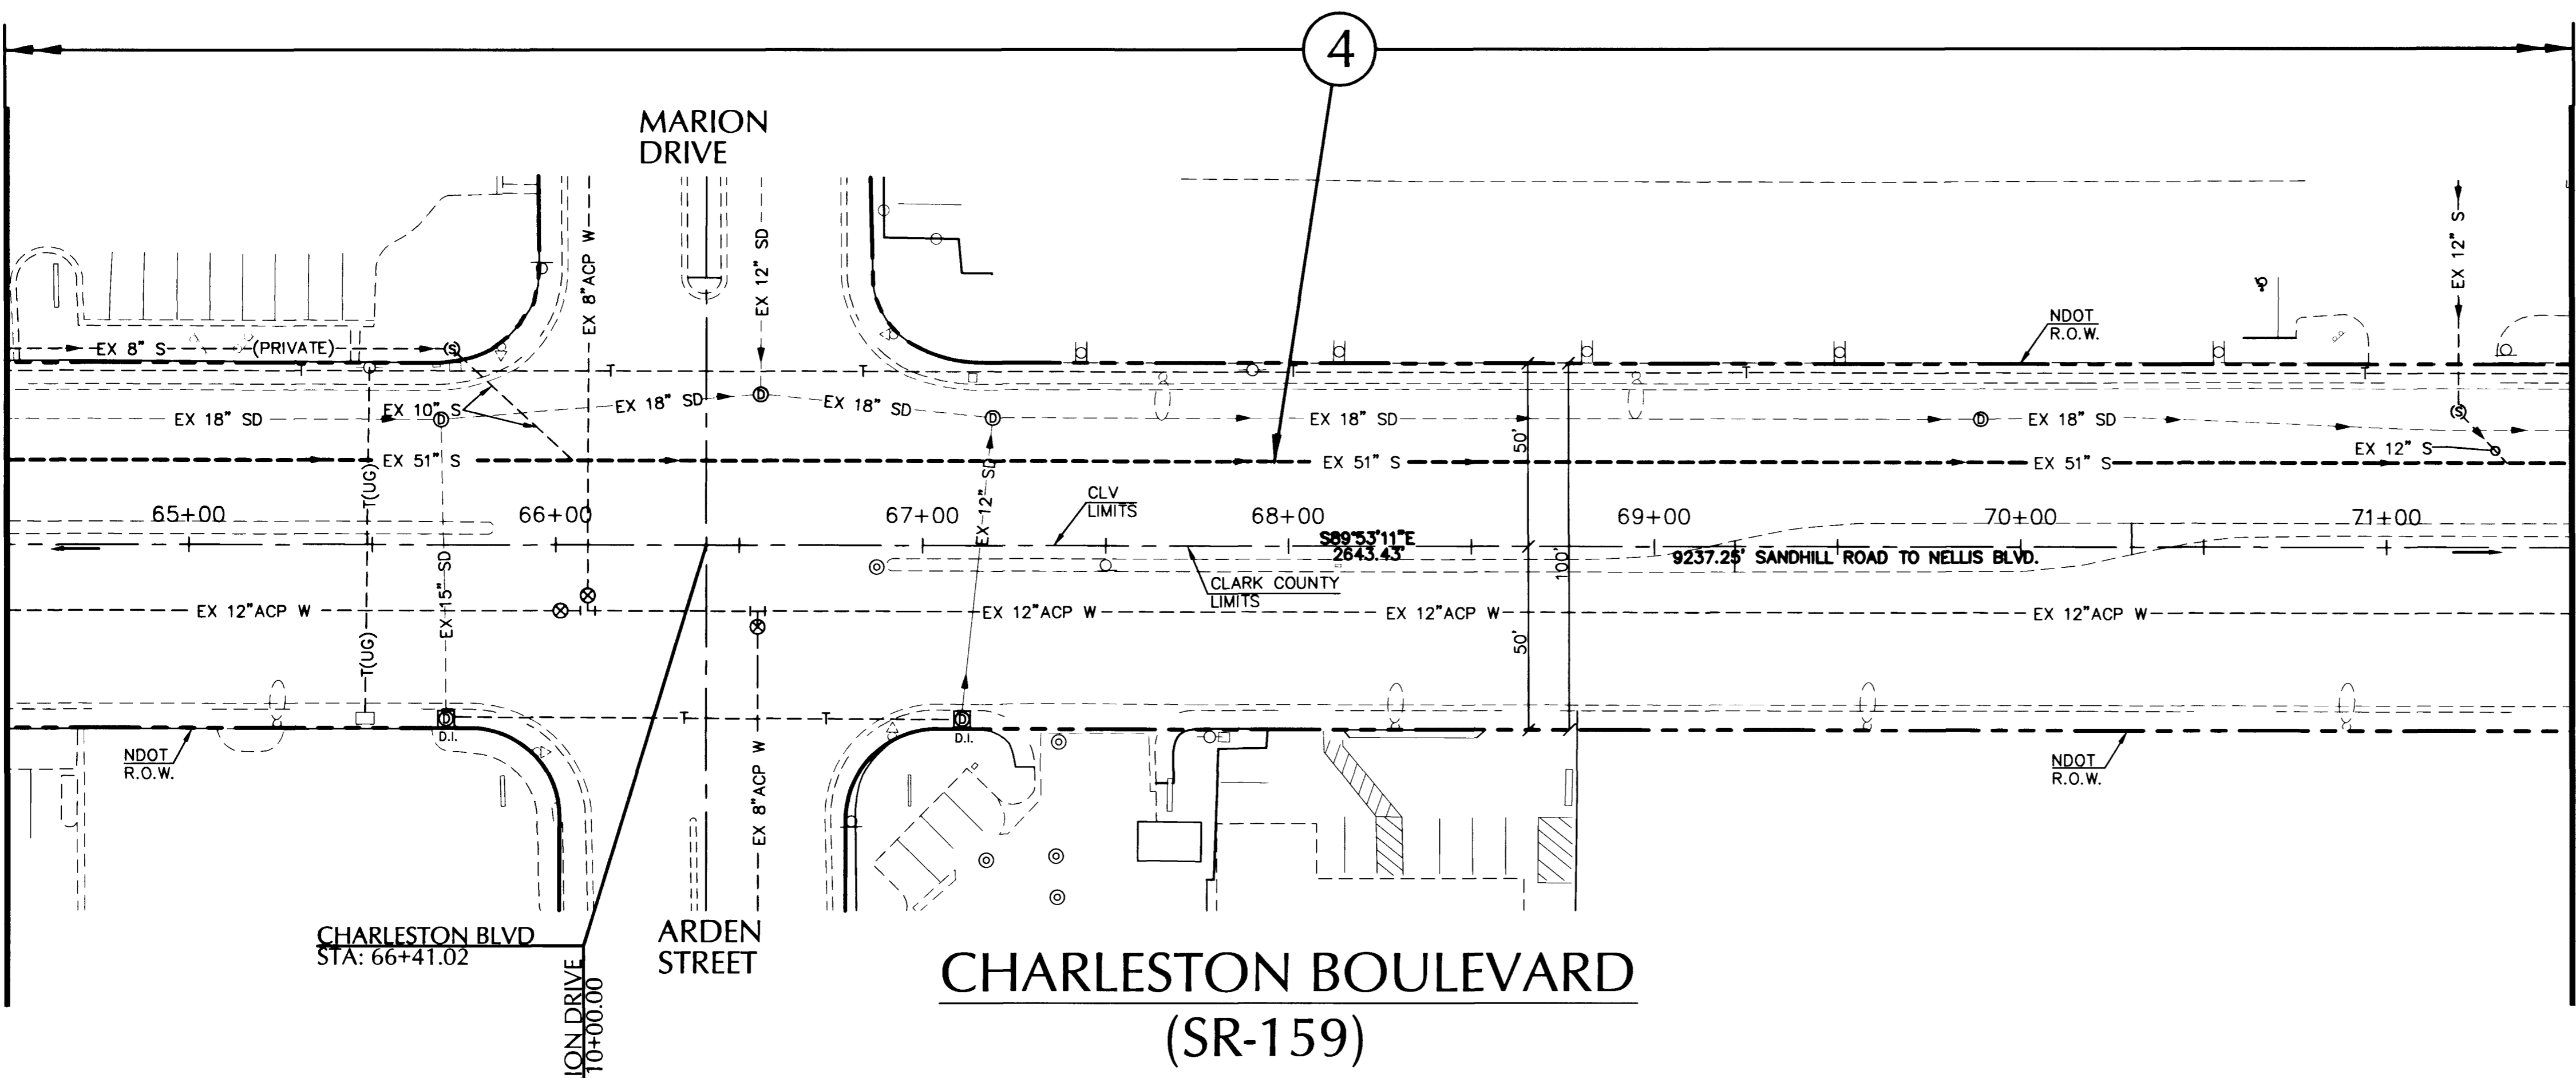 4
MARION
DRIVE
EX 8" ACP W
EX 12" SD
EX 12" S
NDOT
R.O.W.
EX 8" S
(PRIVATE)
T
T
T
T
T
S
S
EX 10" S
EX 18" SD
D
EX 18" SD
D
EX 18" SD
D
EX 18" SD
D
EX 18" SD
EX 12" S
EX 51" S
EX 51" S
EX 51" S
50'
T(UG)
EX 12" SD
CLV
LIMITS
65+00
66+00
67+00
68+00
69+00
70+00
71+00
S89°53'11"E
2643.43'
9237.25' SANDHILL ROAD TO NELLIS BLVD.
100'
CLARK COUNTY
LIMITS
EX 15" SD
EX 12"ACP W
EX 12"ACP W
EX 12"ACP W
EX 12"ACP W
T(UG)
50'
EX 8"ACP W
D
D.I.
T
T
D
D.I.
NDOT
R.O.W.
NDOT
R.O.W.
CHARLESTON BLVD
STA: 66+41.02
ARDEN
STREET
ION DRIVE
10+00.00
CHARLESTON BOULEVARD
(SR-159)